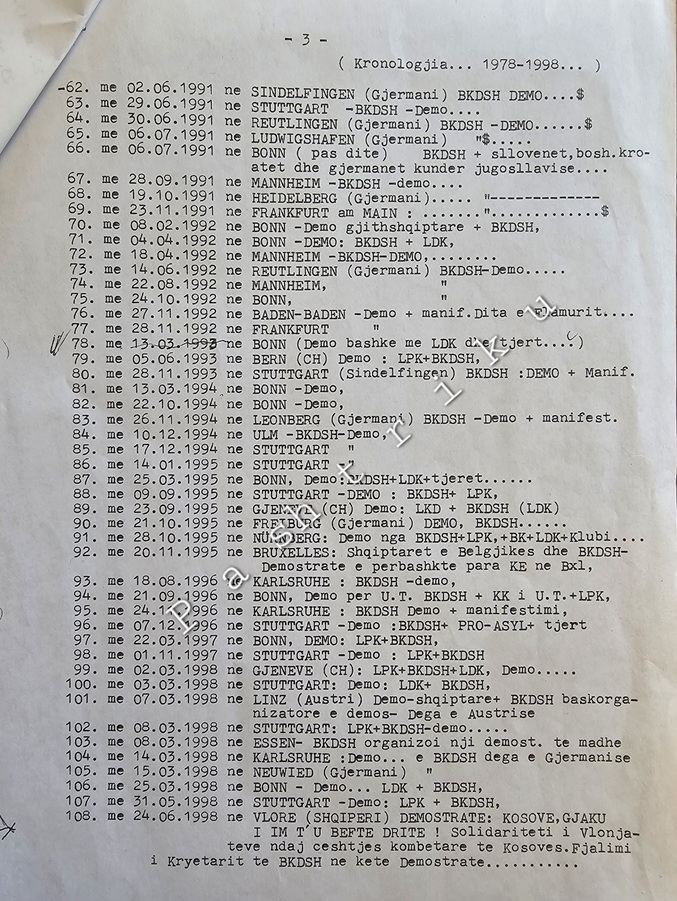 - 3 -
( Kronologjia... 1978-1998... )
-62. me 02.06.1991 ne SINDELFINGEN (Gjermani) BKDSH DEMO....$
63. me 29.06.1991 ne STUTTGART -BKDSH -Demo....
64. me 30.06.1991 ne REUTLINGEN (Gjermani) BKDSH -DEMO......$
65. me 06.07.1991 ne LUDWIGSHAFEN (Gjermani) "$.....
66. me 06.07.1991 ne BONN ( pas dite) BKDSH + sllovenet,bosh.kro-
atet dhe gjermanet kunder jugosllavise....
67. me 28.09.1991 ne MANNHEIM -BKDSH -demo....
68. me 19.10.1991 ne HEIDELBERG (Gjermani)..... "-------------
69. me 23.11.1991 ne FRANKFURT am MAIN : .......".............$
70. me 08.02.1992 ne BONN -Demo gjithshqiptare + BKDSH,
71. me 04.04.1992 ne BONN -DEMO: BKDSH + LDK,
72. me 18.04.1992 ne MANNHEIM -BKDSH-DEMO,........
73. me 14.06.1992 ne REUTLINGEN (Gjermani) BKDSH-Demo.....
74. me 22.08.1992 ne MANNHEIM, "
75. me 24.10.1992 ne BONN, "
76. me 27.11.1992 ne BADEN-BADEN -Demo + manif.Dita e Flamurit....
77. me 28.11.1992 ne FRANKFURT "
78. me 13.03.1993 ne BONN (Demo bashke me LDK dhe tjert....)
79. me 05.06.1993 ne BERN (CH) Demo : LPK+BKDSH,
80. me 28.11.1993 ne STUTTGART (Sindelfingen) BKDSH :DEMO + Manif.
81. me 13.03.1994 ne BONN -Demo,
82. me 22.10.1994 ne BONN -Demo,
83. me 26.11.1994 ne LEONBERG (Gjermani) BKDSH -Demo + manifest.
84. me 10.12.1994 ne ULM -BKDSH-Demo,
85. me 17.12.1994 ne STUTTGART "
86. me 14.01.1995 ne STUTTGART -"
87. me 25.03.1995 ne BONN, Demo:BKDSH+LDK+tjeret......
88. me 09.09.1995 ne STUTTGART -DEMO : BKDSH+ LPK,
89. me 23.09.1995 ne GJENEVE (CH) Demo: LKD + BKDSH (LDK)
90. me 21.10.1995 ne FREIBURG (Gjermani) DEMO, BKDSH......
91. me 28.10.1995 ne NÜRNBERG: Demo nga BKDSH+LPK,+BK+LDK+Klubi....
92. me 20.11.1995 ne BRUXELLES: Shqiptaret e Belgjikes dhe BKDSH-
Demostrate e perbashkte para KE ne Bxl,
93. me 18.08.1996 ne KARLSRUHE : BKDSH -demo,
94. me 21.09.1996 ne BONN, Demo per U.T. BKDSH + KK i U.T.+LPK,
95. me 24.11.1996 ne KARLSRUHE : BKDSH Demo + manifestimi,
96. me 07.12.1996 ne STUTTGART -Demo :BKDSH+ PRO-ASYL+ tjert
97. me 22.03.1997 ne BONN, DEMO: LPK+BKDSH,
98. me 01.11.1997 ne STUTTGART -Demo : LPK+BKDSH
99. me 02.03.1998 ne GJENEVE (CH): LPK+BKDSH+LDK, Demo.....
100. me 03.03.1998 ne STUTTGART: Demo: LDK+ BKDSH,
101. me 07.03.1998 ne LINZ (Austri) Demo-shqiptare+ BKDSH baskorga-
nizatore e demos- Dega e Austrise
102. me 08.03.1998 ne STUTTGART: LPK+BKDSH-demo.....
103. me 08.03.1998 ne ESSEN- BKDSH organizoi nji demost. te madhe
104. me 14.03.1998 ne KARLSRUHE :Demo... e BKDSH dega e Gjermanise
105. me 15.03.1998 ne NEUWIED (Gjermani) "
106. me 25.03.1998 ne BONN - Demo... LDK + BKDSH,
107. me 31.05.1998 ne STUTTGART -Demo: LPK + BKDSH,
108. me 24.06.1998 ne VLORE (SHQIPERI) DEMOSTRATE: KOSOVE,GJAKU
I IM T'U BEFTE DRITE ! Solidariteti i Vlonja-
teve ndaj ceshtjes kombetare te Kosoves.Fjalimi
i Kryetarit te BKDSH ne kete Demostrate...........
Pashtriku